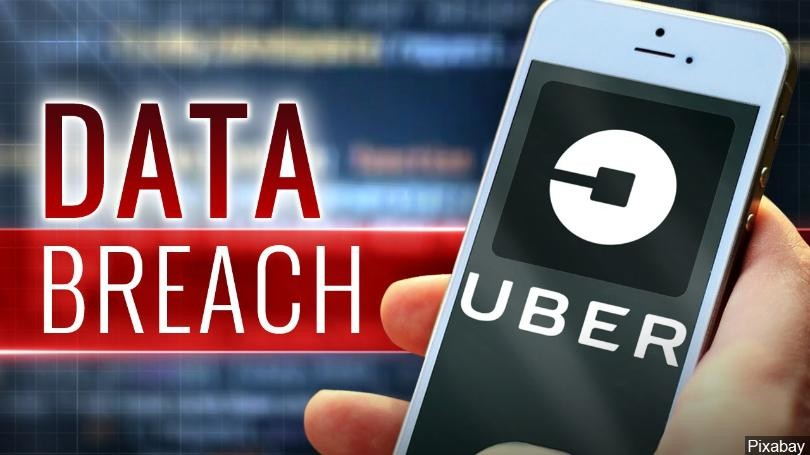 DATA
BREACH
UBER
Pixabay